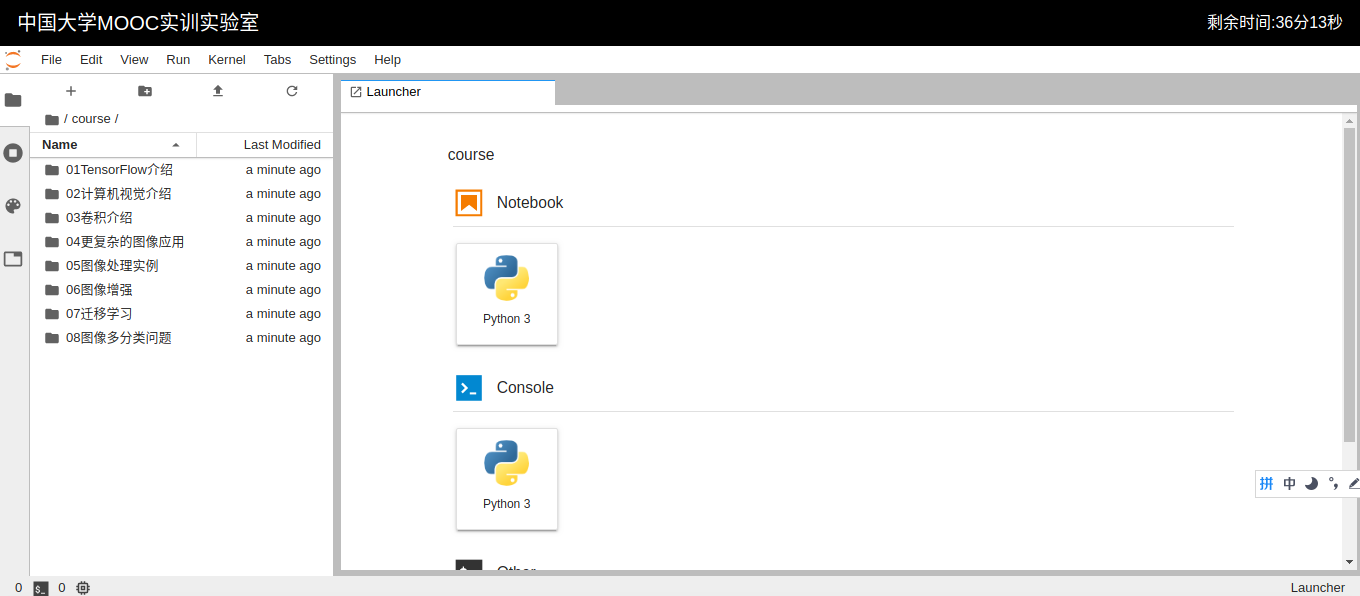 中国大学MOOC实训实验室
剩余时间:36分13秒
File Edit View Run Kernel Tabs Settings Help
Launcher
/ course /
Name Last Modified
01TensorFlow介绍 a minute ago
02计算机视觉介绍 a minute ago
03卷积介绍 a minute ago
04更复杂的图像应用 a minute ago
05图像处理实例 a minute ago
06图像增强 a minute ago
07迁移学习 a minute ago
08图像多分类问题 a minute ago
course
Notebook
Python 3
Console
Python 3
Other
拼 中
0 $_ 0
Launcher